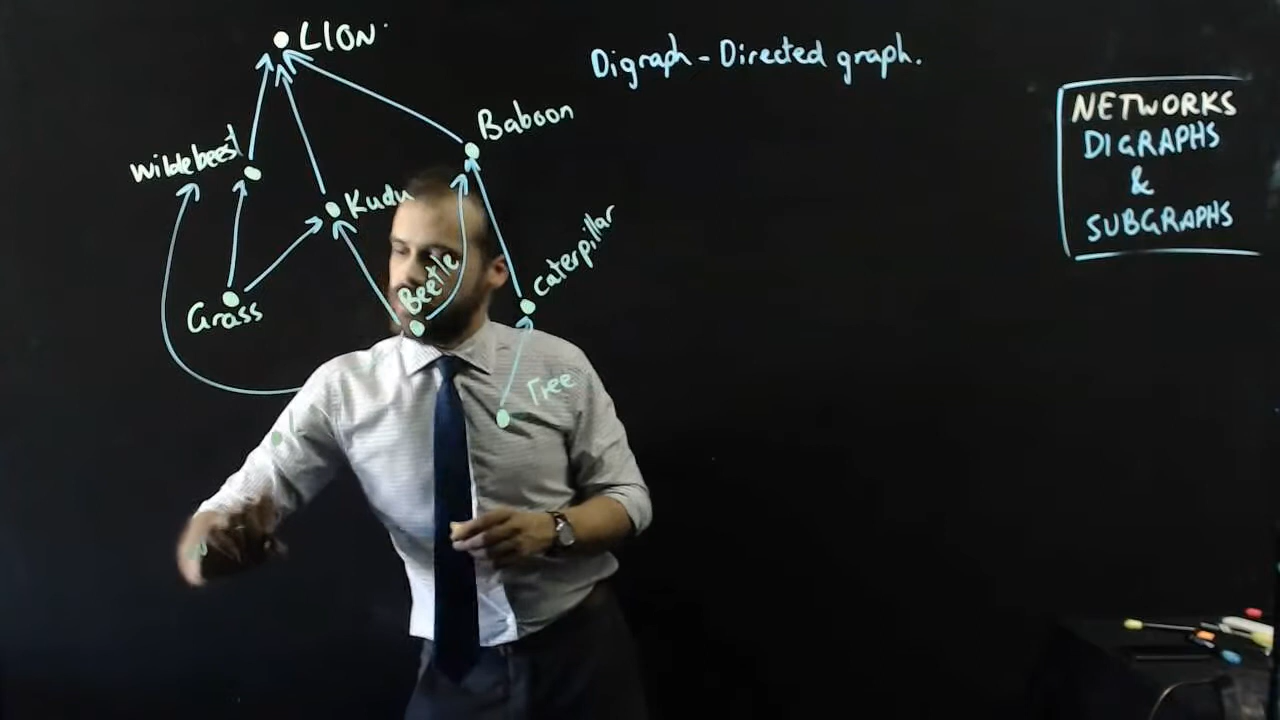 LION
Digraph - Directed graph.
NETWORKS
DIGRAPHS
&
SUBGRAPHS
Baboon
Wildebeest
Kudu
Caterpillar
Beetle
Grass
Tree